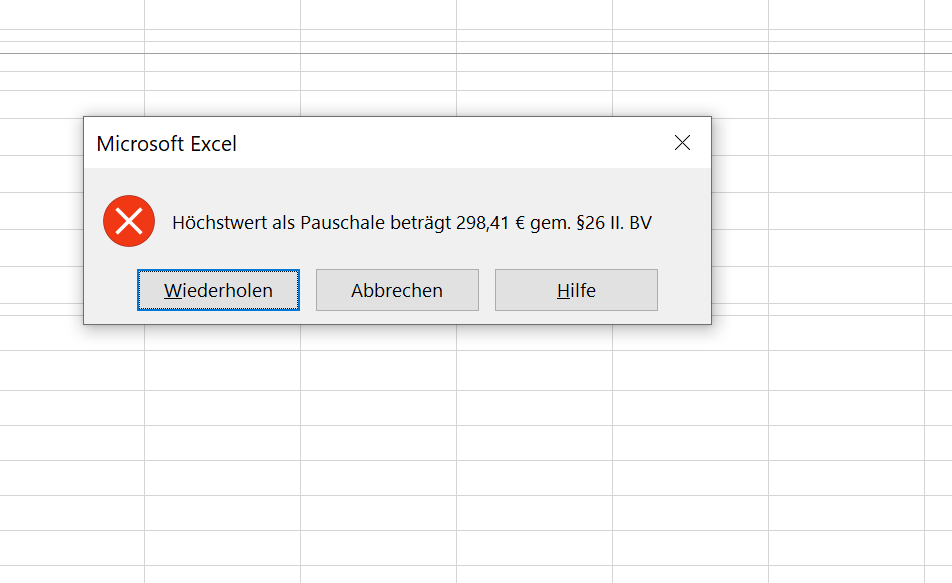 Microsoft Excel
Höchstwert als Pauschale beträgt 298,41 € gem. §26 II. BV
Wiederholen Abbrechen Hilfe